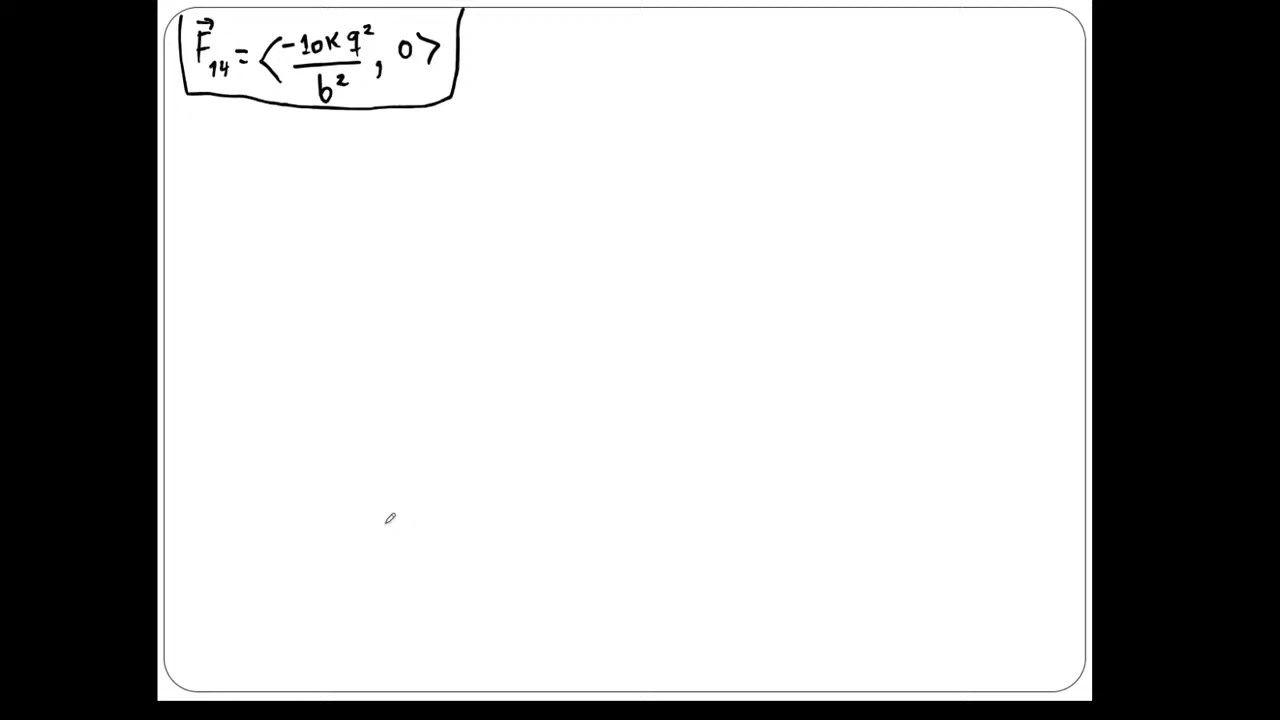 F⃗₁₄ = < -10kq² / b² , 0 >